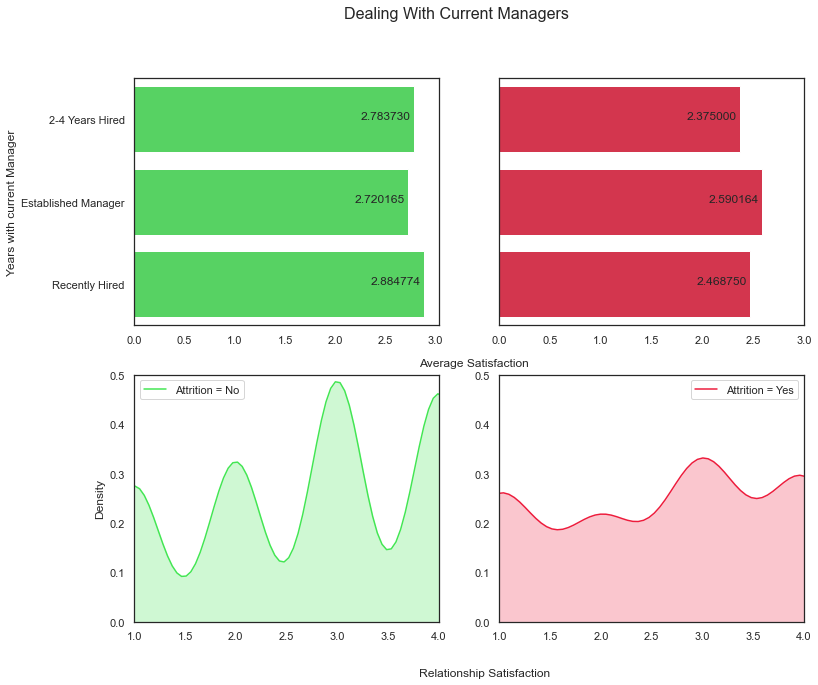 Dealing With Current Managers
Years with current Manager
2-4 Years Hired
2.783730
2.375000
Established Manager
2.720165
2.590164
Recently Hired
2.884774
2.468750
0.0 0.5 1.0 1.5 2.0 2.5 3.0
0.0 0.5 1.0 1.5 2.0 2.5 3.0
Average Satisfaction
Density
0.5
0.4
0.3
0.2
0.1
0.0
Attrition = No
1.0 1.5 2.0 2.5 3.0 3.5 4.0
0.5
0.4
0.3
0.2
0.1
0.0
Attrition = Yes
1.0 1.5 2.0 2.5 3.0 3.5 4.0
Relationship Satisfaction